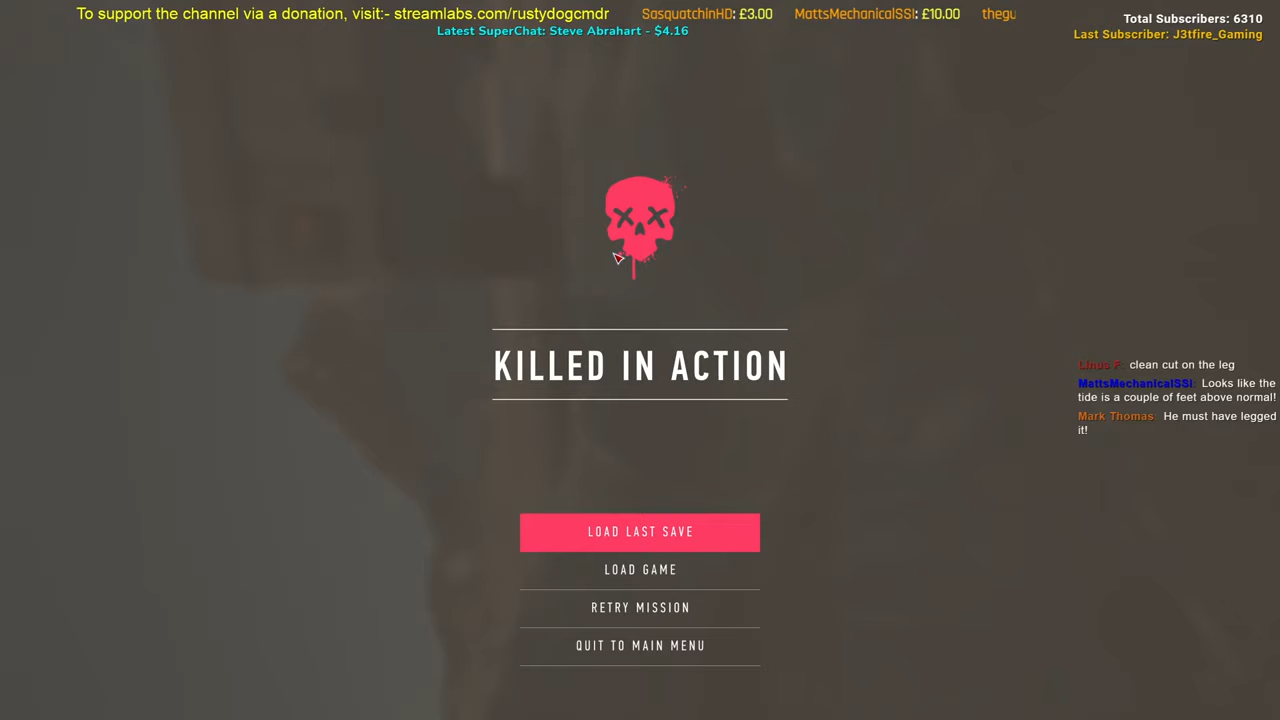 To support the channel via a donation, visit:- streamlabs.com/rustydogcmdr SasquatchinHD: £3.00 MattsMechanicalSSI: £10.00 thegu
Latest SuperChat: Steve Abrahart - $4.16
Total Subscribers: 6310
Last Subscriber: J3tfire_Gaming
KILLED IN ACTION
Linus F: clean cut on the leg
MattsMechanicalSSI: Looks like the
tide is a couple of feet above normal!
Mark Thomas: He must have legged
it!
LOAD LAST SAVE
LOAD GAME
RETRY MISSION
QUIT TO MAIN MENU